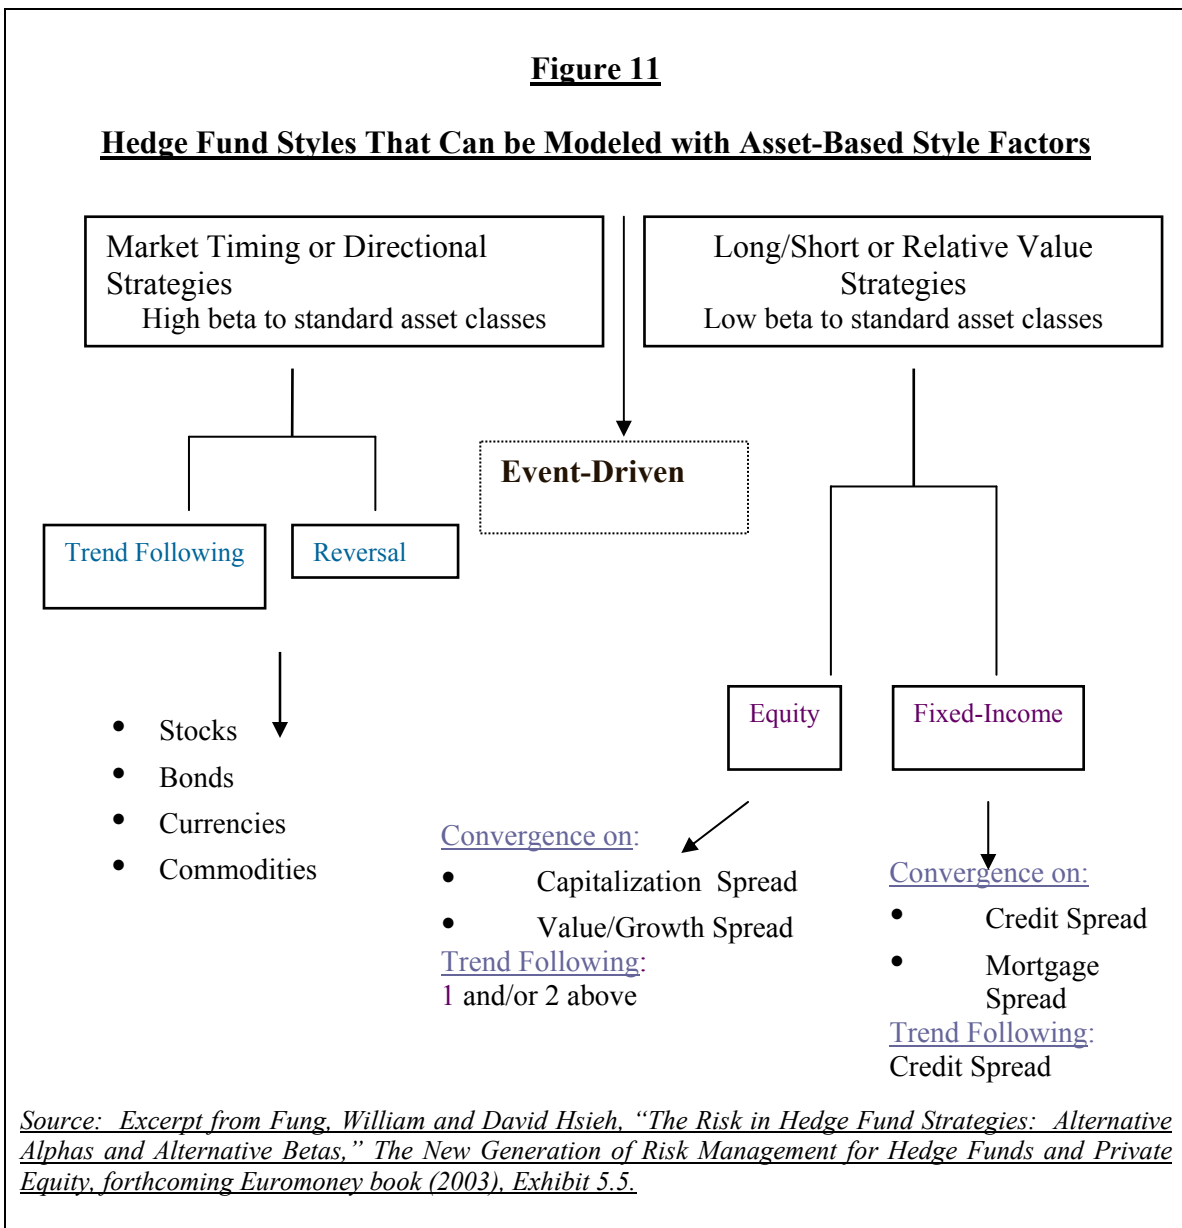 Figure 11
Hedge Fund Styles That Can be Modeled with Asset-Based Style Factors
Market Timing or Directional
Strategies
High beta to standard asset classes
Long/Short or Relative Value
Strategies
Low beta to standard asset classes
Event-Driven
Trend Following
Reversal
• Stocks
• Bonds
• Currencies
• Commodities
Equity
Fixed-Income
Convergence on:
• Capitalization Spread
• Value/Growth Spread
Trend Following:
1 and/or 2 above
Convergence on:
• Credit Spread
• Mortgage
Spread
Trend Following:
Credit Spread
Source: Excerpt from Fung, William and David Hsieh, “The Risk in Hedge Fund Strategies: Alternative
Alphas and Alternative Betas,” The New Generation of Risk Management for Hedge Funds and Private
Equity, forthcoming Euromoney book (2003), Exhibit 5.5.